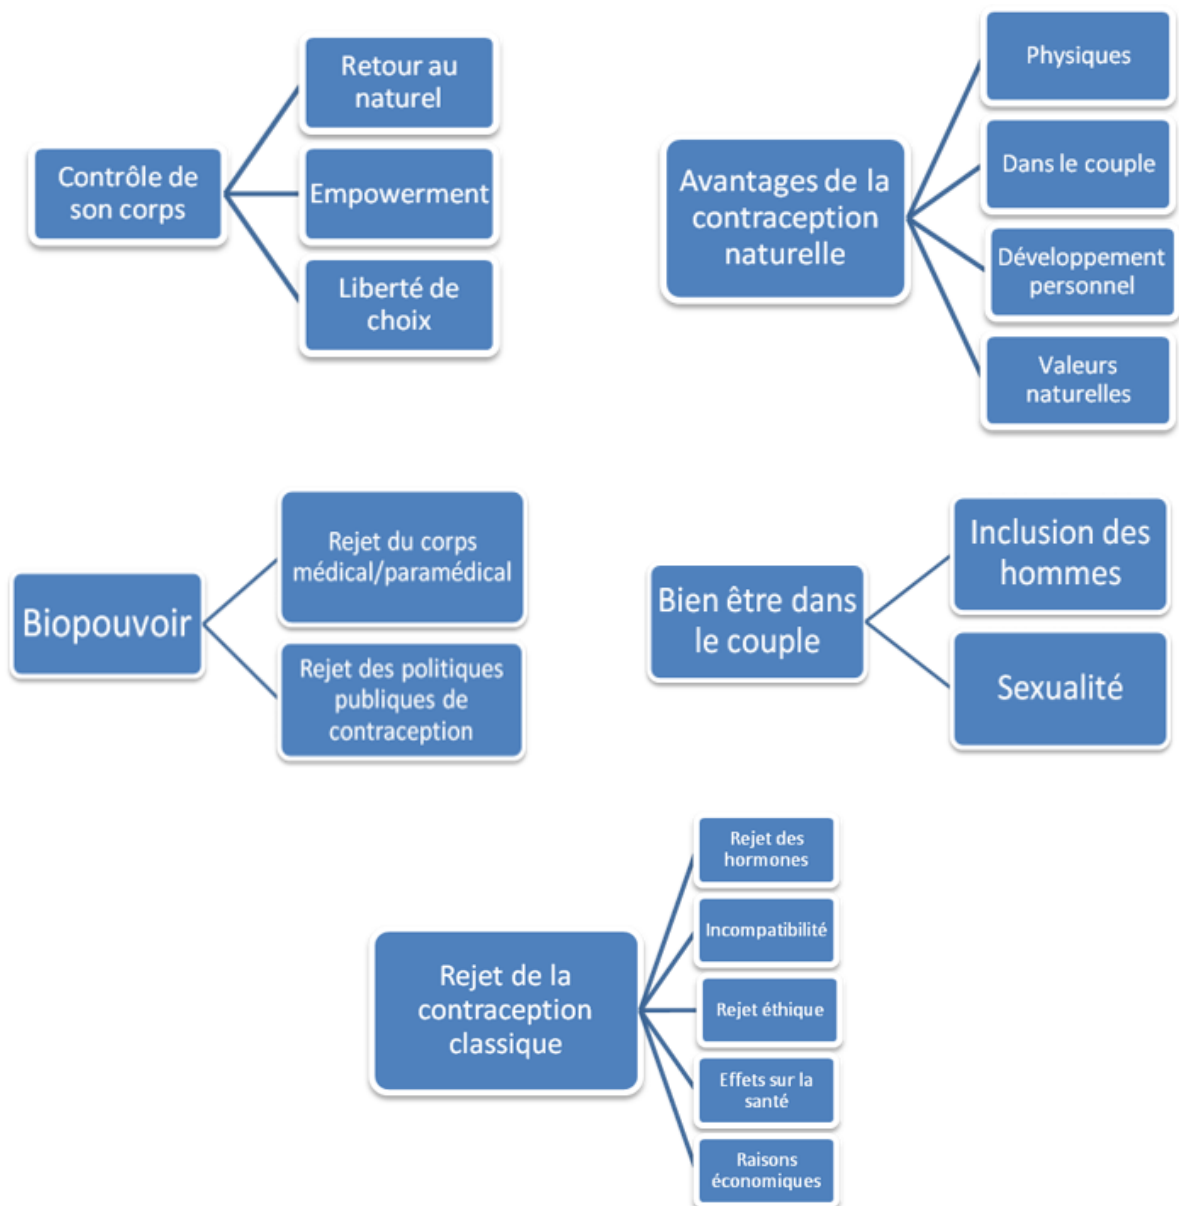 Contrôle de
son corps
Retour au
naturel
Empowerment
Liberté de
choix
Avantages de la
contraception
naturelle
Physiques
Dans le couple
Développement
personnel
Valeurs
naturelles
Biopouvoir
Rejet du corps
médical/paramédical
Rejet des politiques
publiques de
contraception
Bien être dans
le couple
Inclusion des
hommes
Sexualité
Rejet de la
contraception
classique
Rejet des
hormones
Incompatibilité
Rejet éthique
Effets sur la
santé
Raisons
économiques